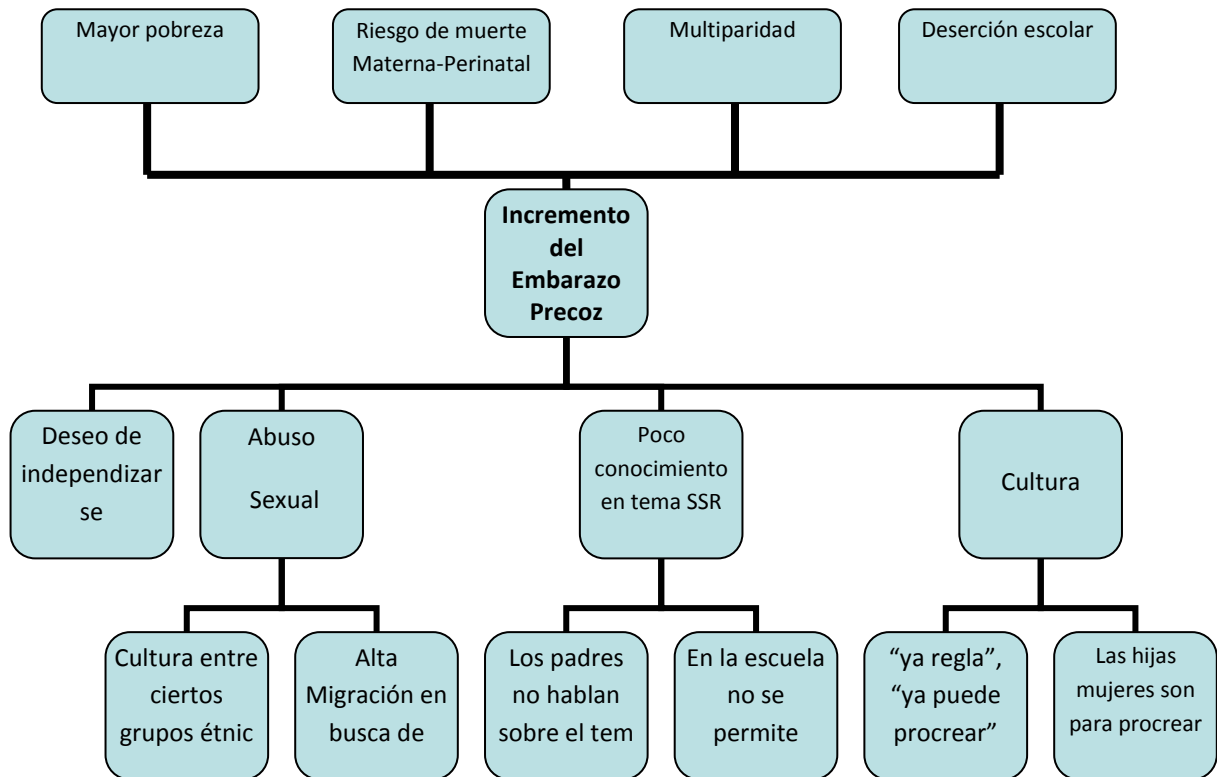 Mayor pobreza
Riesgo de muerte
Materna-Perinatal
Multiparidad
Deserción escolar
Incremento
del
Embarazo
Precoz
Deseo de
independizar
se
Abuso
Sexual
Poco
conocimiento
en tema SSR
Cultura
Cultura entre
ciertos
grupos étnic
Alta
Migración en
busca de
Los padres
no hablan
sobre el tem
En la escuela
no se
permite
“ya regla”,
“ya puede
procrear”
Las hijas
mujeres son
para procrear